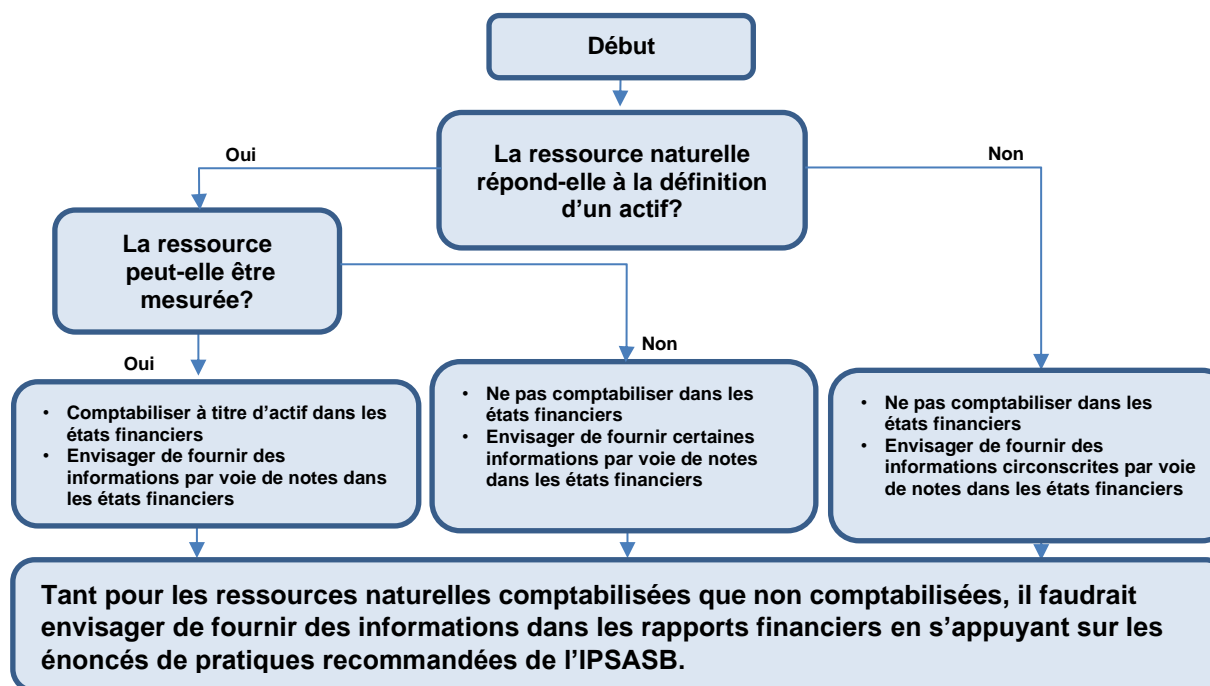 Début
La ressource naturelle
répond-elle à la définition
d'un actif?
Oui
Non
La ressource
peut-elle être
mesurée?
Oui
Non
• Comptabiliser à titre d'actif dans les
états financiers
• Envisager de fournir des
informations par voie de notes dans
les états financiers
• Ne pas comptabiliser dans les
états financiers
• Envisager de fournir certaines
informations par voie de notes
dans les états financiers
• Ne pas comptabiliser dans les
états financiers
• Envisager de fournir des
informations circonscrites par voie
de notes dans les états financiers
Tant pour les ressources naturelles comptabilisées que non comptabilisées, il faudrait
envisager de fournir des informations dans les rapports financiers en s'appuyant sur les
énoncés de pratiques recommandées de l'IPSASB.